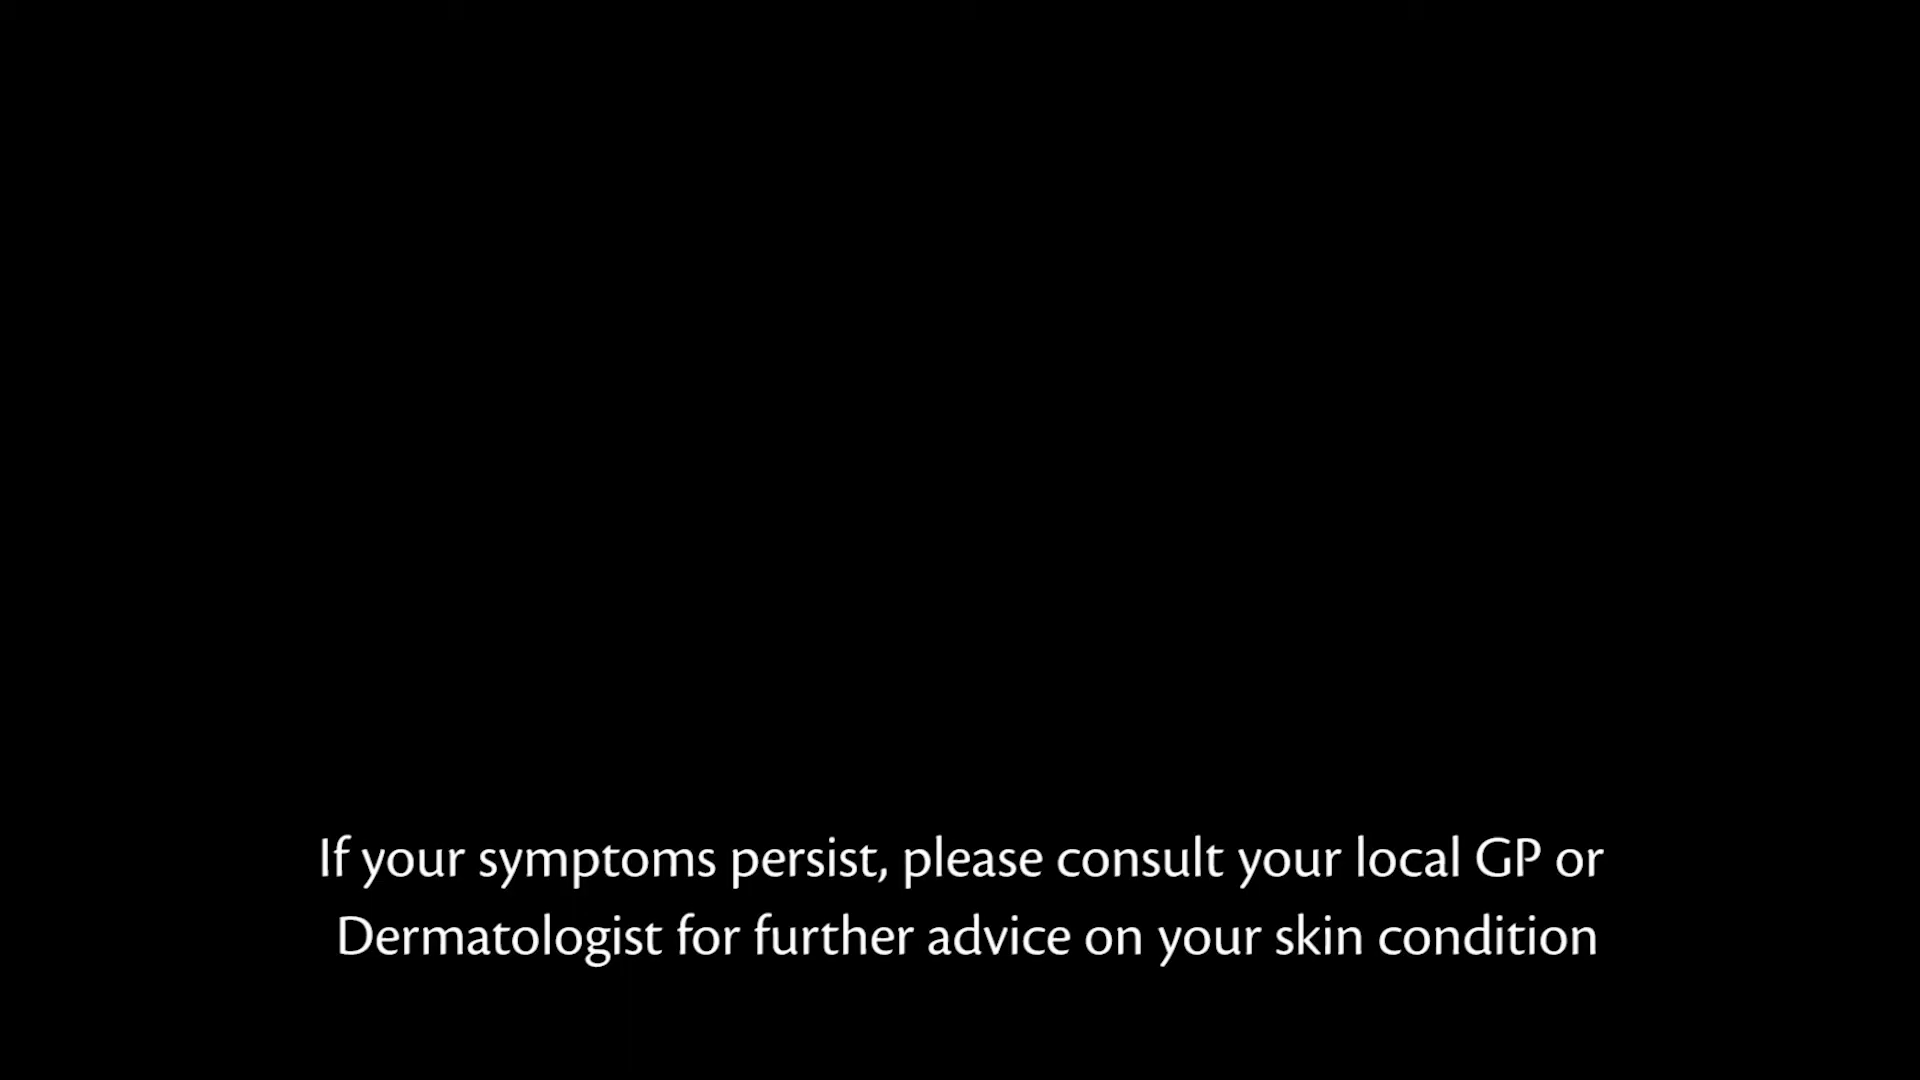 If your symptoms persist, please consult your local GP or
Dermatologist for further advice on your skin condition